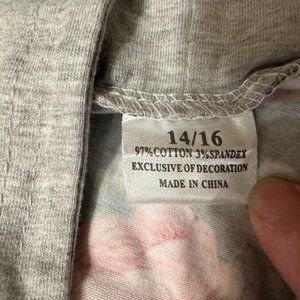 14/16
97%COTTON 3%SPANDEX
EXCLUSIVE OF DECORATION
MADE IN CHINA